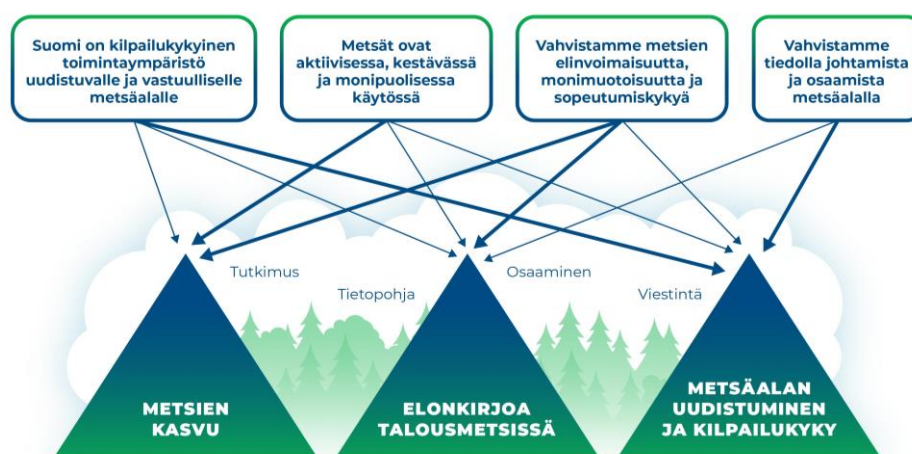 Suomi on kilpailukykyinen
toimintaympäristö
uudistuvalle ja vastuulliselle
metsäalalle
Metsät ovat
aktiivisessa, kestävässä
ja monipuolisessa
käytössä
Vahvistamme metsien
elinvoimaisuutta,
monimuotoisuutta ja
sopeutumiskykyä
Vahvistamme
tiedolla johtamista
ja osaamista
metsäalalla
Tutkimus
Tietopohja
Osaaminen
Viestintä
METSIEN
KASVU
ELONKIRJOA
TALOUSMETSISSÄ
METSÄALAN
UUDISTUMINEN
JA KILPAILUKYKY